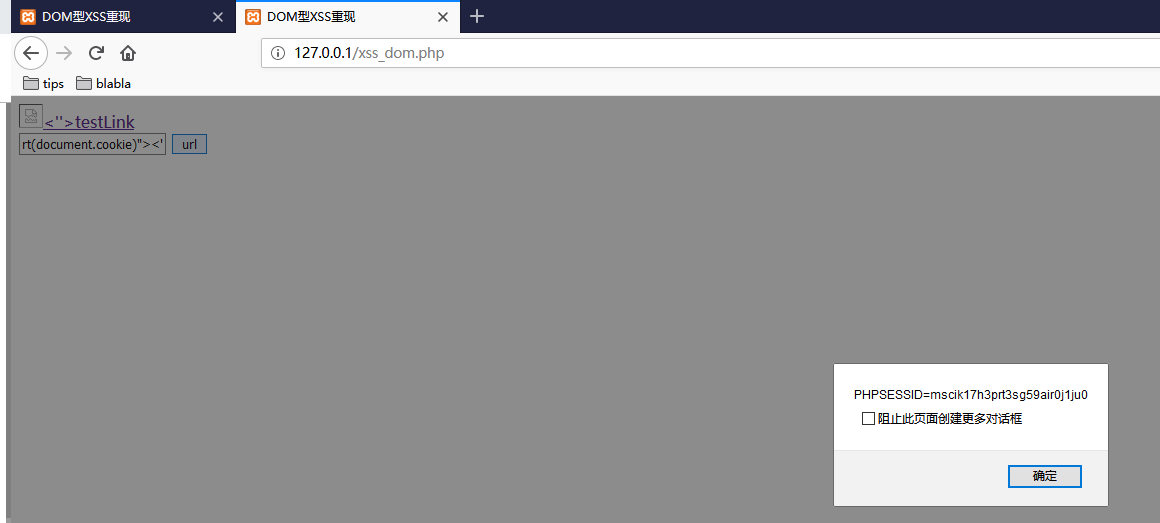 DOM型XSS重现
DOM型XSS重现
127.0.0.1/xss_dom.php
tips
blabla
<''>testLink
rt(document.cookie)"><'
url
PHPSESSID=mscik17h3prt3sg59air0j1ju0
阻止此页面创建更多对话框
确定